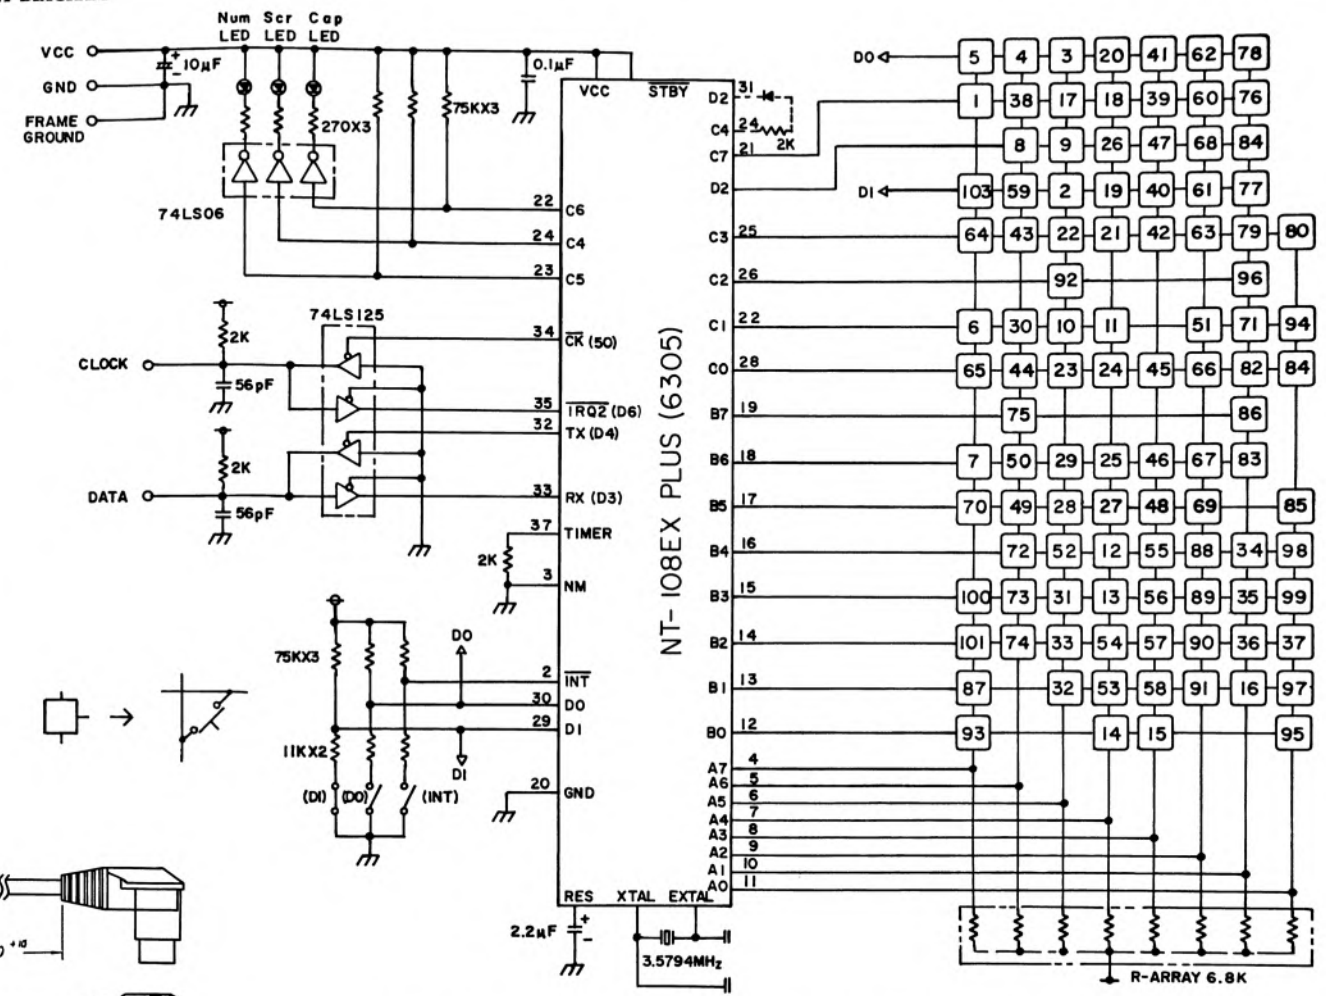 Num Scr Cap
LED LED LED
VCC
+
-
10µF
GND
FRAME
GROUND
270X3
75KX3
0.1µF
74LS06
VCC
STBY
22 C6
24 C4
23 C5
74LS125
2K
CLOCK
56pF
34 CK (50)
35 IRQ2 (D6)
32 TX (D4)
2K
DATA
56pF
33 RX (D3)
37 TIMER
2K
3 NM
75KX3
D0
2 INT
30 D0
29 D1
11KX2
D1
(D1) (D0) (INT)
20 GND
RES XTAL EXTAL
2.2µF
+
-
3.5794MHz
NT-108EX PLUS (6305)
D2 31
C4 24
2K
C7 21
D2
C3 25
C2 26
C1 22
C0 28
B7 19
B6 18
B5 17
B4 16
B3 15
B2 14
B1 13
B0 12
A7 4
A6 5
A5 6
A4 7
A3 8
A2 9
A1 10
A0 11
D0 5 4 3 20 41 62 78
1 38 17 18 39 60 76
8 9 26 47 68 84
D1 103 59 2 19 40 61 77
64 43 22 21 42 63 79 80
92 96
6 30 10 11 51 71 94
65 44 23 24 45 66 82 84
75 86
7 50 29 25 46 67 83
70 49 28 27 48 69 85
72 52 12 55 88 34 98
100 73 31 13 56 89 35 99
101 74 33 54 57 90 36 37
87 32 53 58 91 16 97
93 14 15 95
R-ARRAY 6.8K